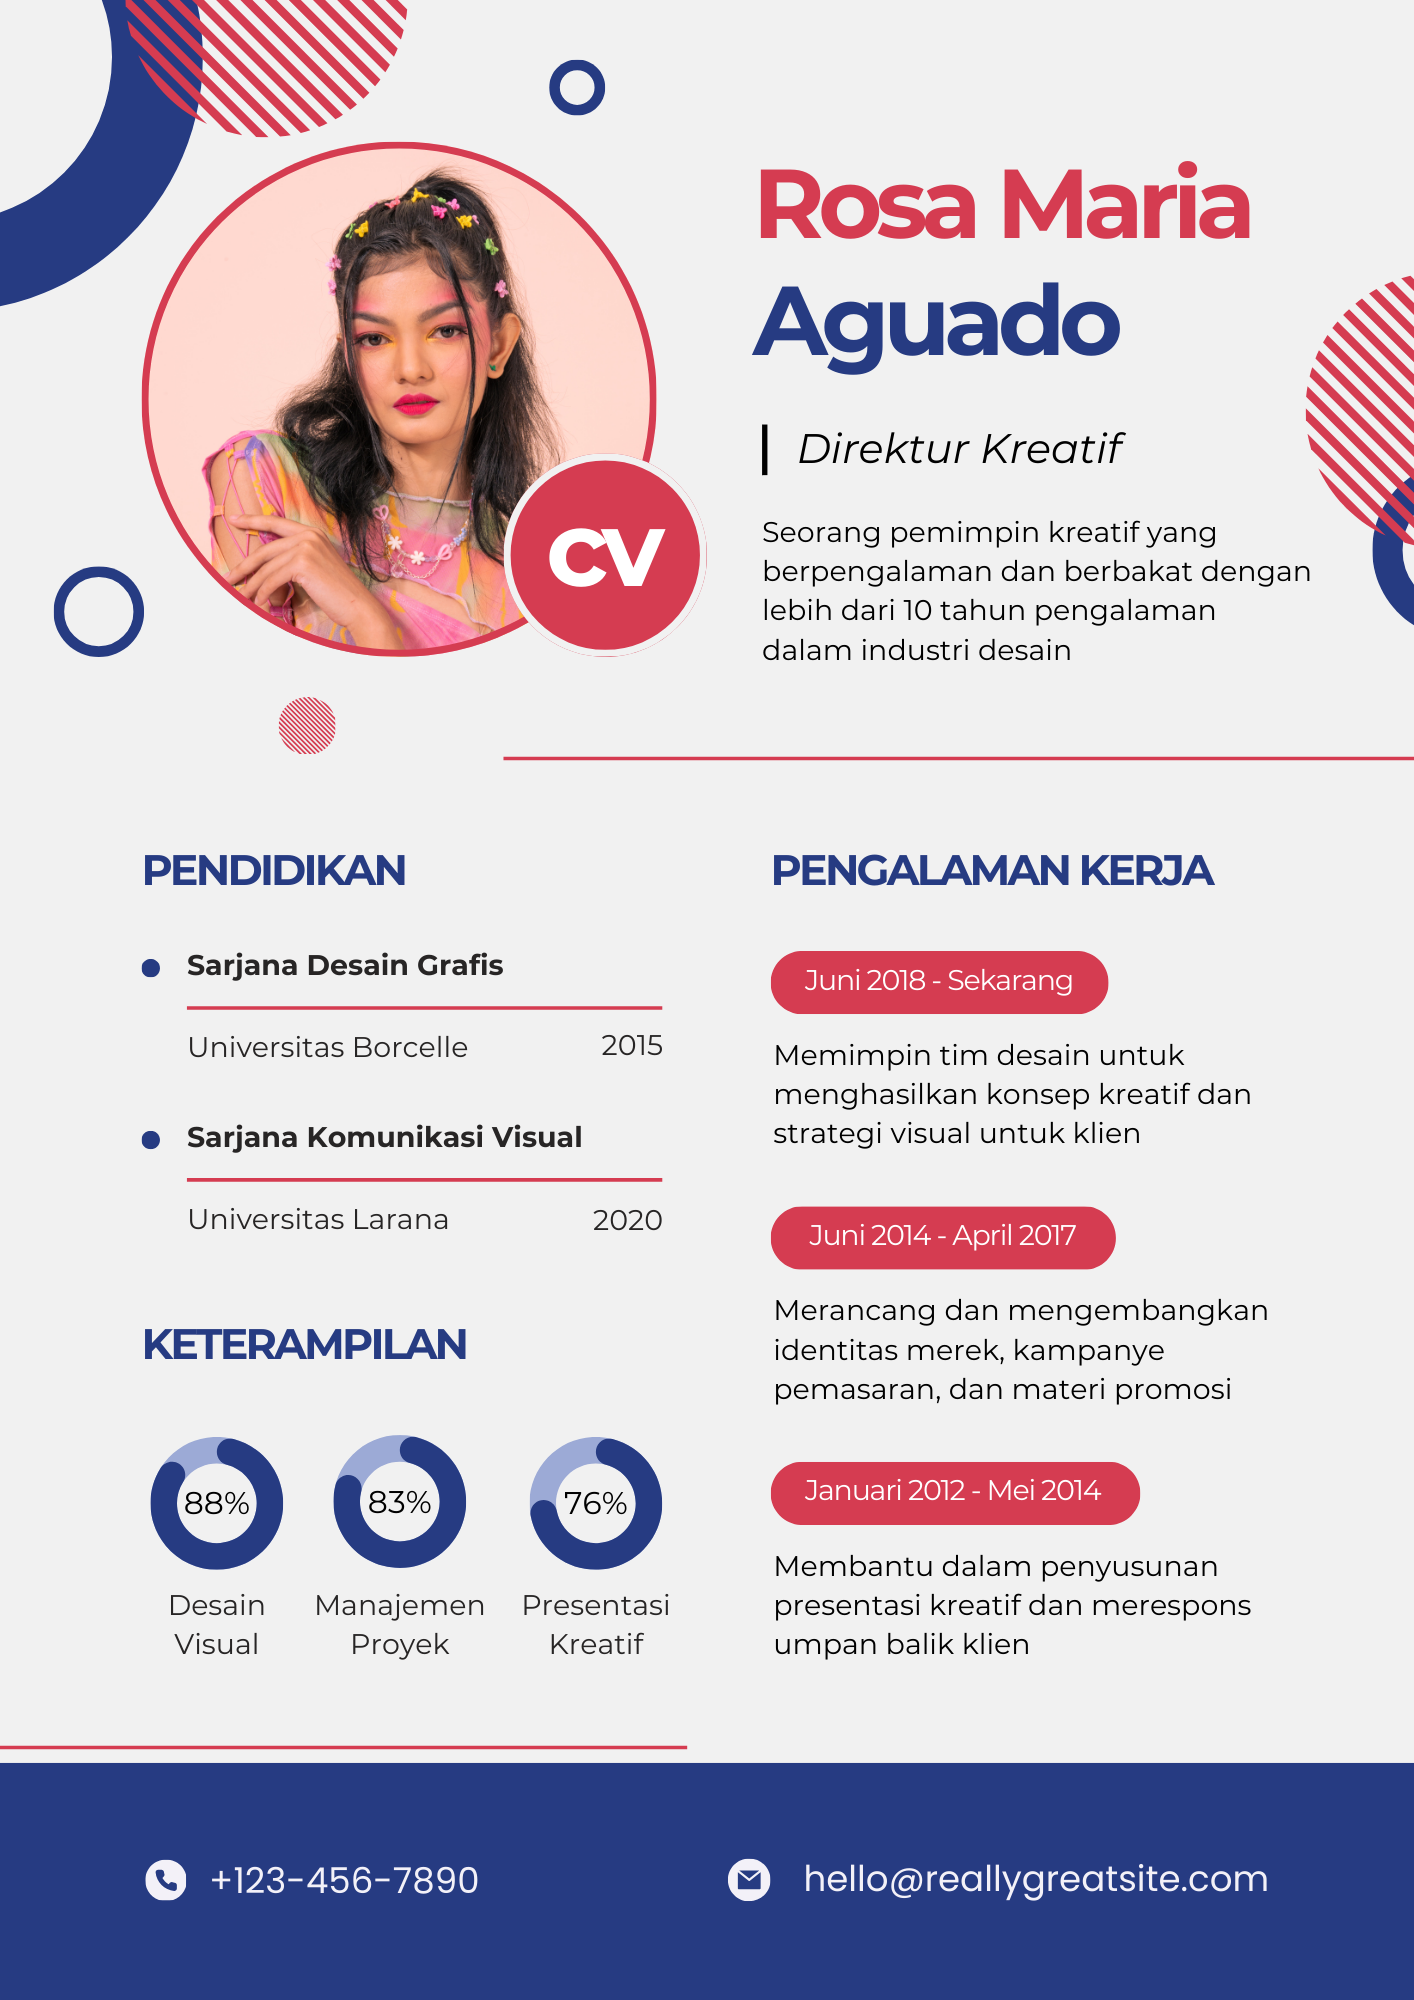 Rosa Maria
Aguado
Direktur Kreatif
CV
Seorang pemimpin kreatif yang
berpengalaman dan berbakat dengan
lebih dari 10 tahun pengalaman
dalam industri desain
PENDIDIKAN
Sarjana Desain Grafis
Universitas Borcelle 2015
Sarjana Komunikasi Visual
Universitas Larana 2020
KETERAMPILAN
88%
Desain
Visual
83%
Manajemen
Proyek
76%
Presentasi
Kreatif
PENGALAMAN KERJA
Juni 2018 - Sekarang
Memimpin tim desain untuk
menghasilkan konsep kreatif dan
strategi visual untuk klien
Juni 2014 - April 2017
Merancang dan mengembangkan
identitas merek, kampanye
pemasaran, dan materi promosi
Januari 2012 - Mei 2014
Membantu dalam penyusunan
presentasi kreatif dan merespons
umpan balik klien
+123-456-7890
hello@reallygreatsite.com